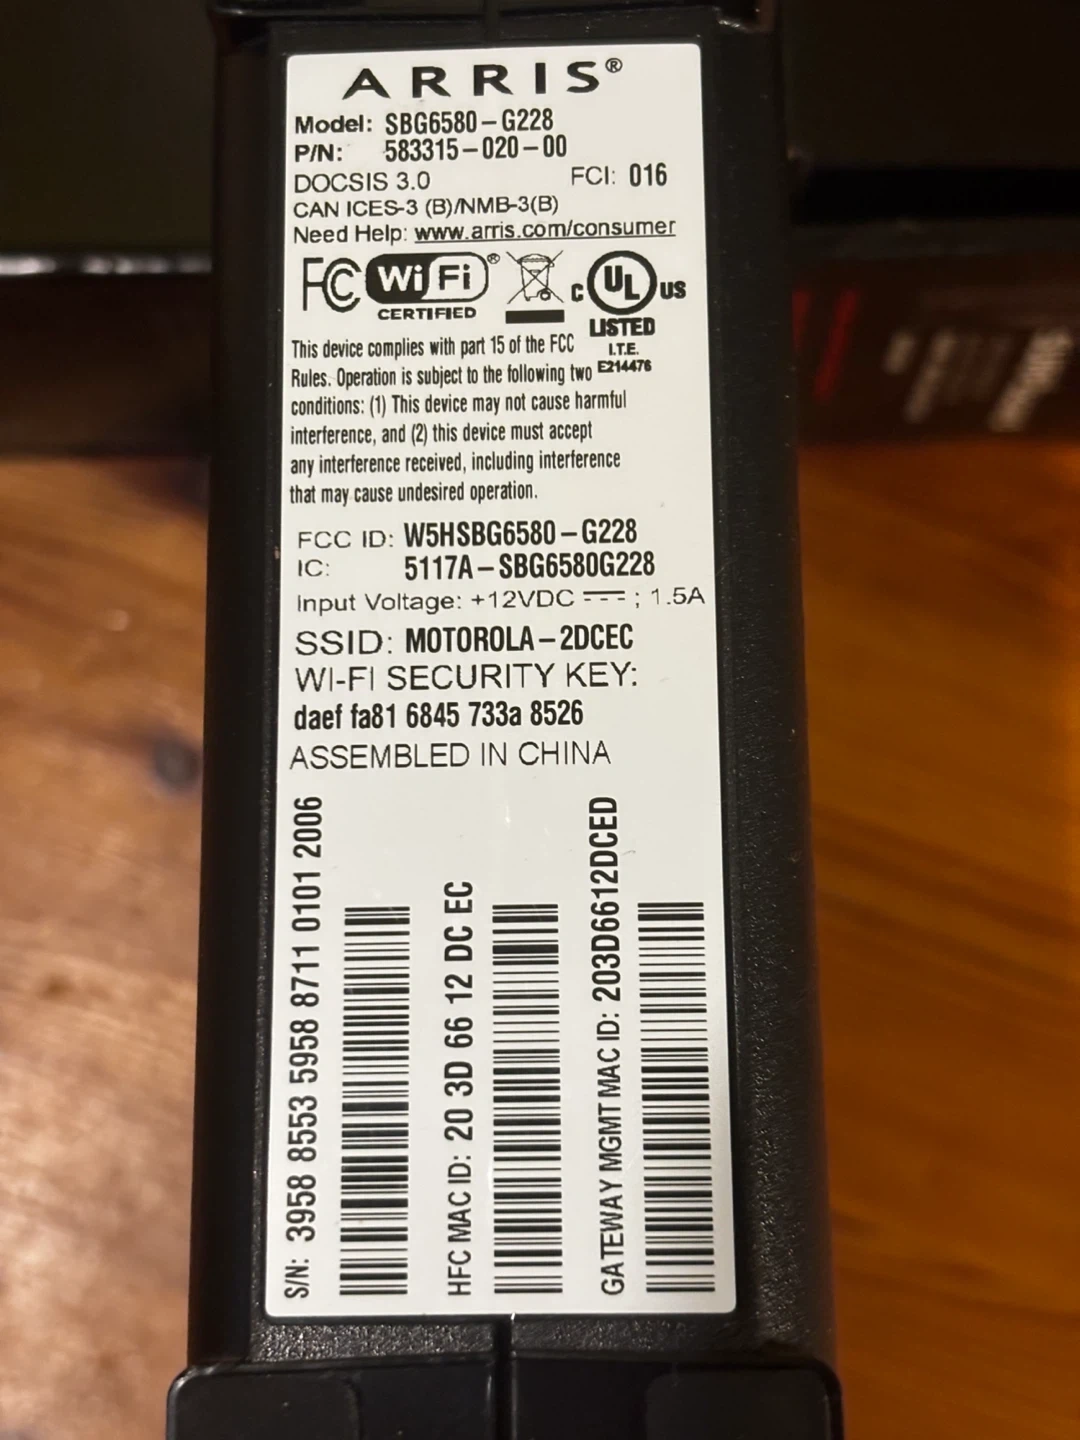 ARRIS®
Model: SBG6580-G228
P/N: 583315-020-00
DOCSIS 3.0 FCI: 016
CAN ICES-3 (B)/NMB-3(B)
Need Help: www.arris.com/consumer
FC WiFi® C UL US
CERTIFIED
LISTED
I.T.E.
E214476
This device complies with part 15 of the FCC
Rules. Operation is subject to the following two
conditions: (1) This device may not cause harmful
interference, and (2) this device must accept
any interference received, including interference
that may cause undesired operation.
FCC ID: W5HSBG6580-G228
IC: 5117A-SBG6580G228
Input Voltage: +12VDC ⎓ ; 1.5A
SSID: MOTOROLA-2DCEC
WI-FI SECURITY KEY:
daef fa81 6845 733a 8526
ASSEMBLED IN CHINA
S/N: 3958 8553 5958 8711 0101 2006
HFC MAC ID: 20 3D 66 12 DC EC
GATEWAY MGMT MAC ID: 203D6612DCED